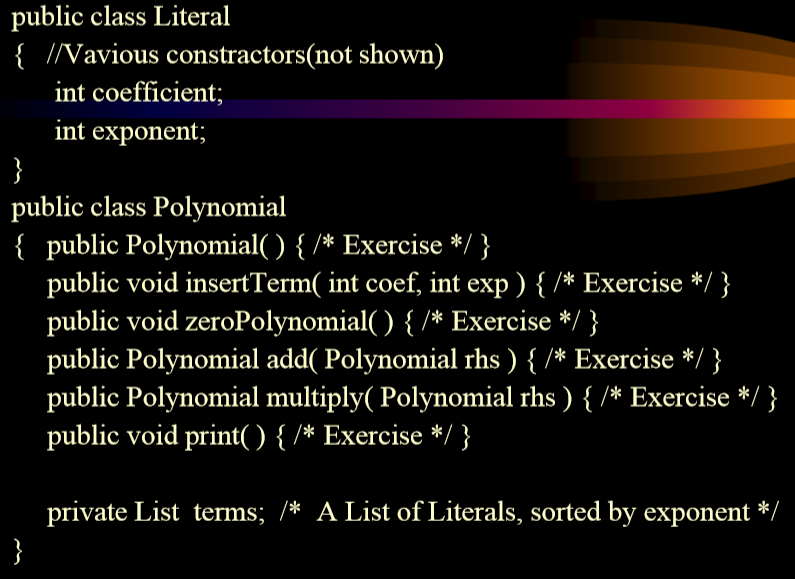 public class Literal
{ //Vavious constractors(not shown)
int coefficient;
int exponent;
}
public class Polynomial
{ public Polynomial( ) { /* Exercise */ }
public void insertTerm( int coef, int exp ) { /* Exercise */ }
public void zeroPolynomial( ) { /* Exercise */ }
public Polynomial add( Polynomial rhs ) { /* Exercise */ }
public Polynomial multiply( Polynomial rhs ) { /* Exercise */ }
public void print( ) { /* Exercise */ }
private List terms; /* A List of Literals, sorted by exponent */
}